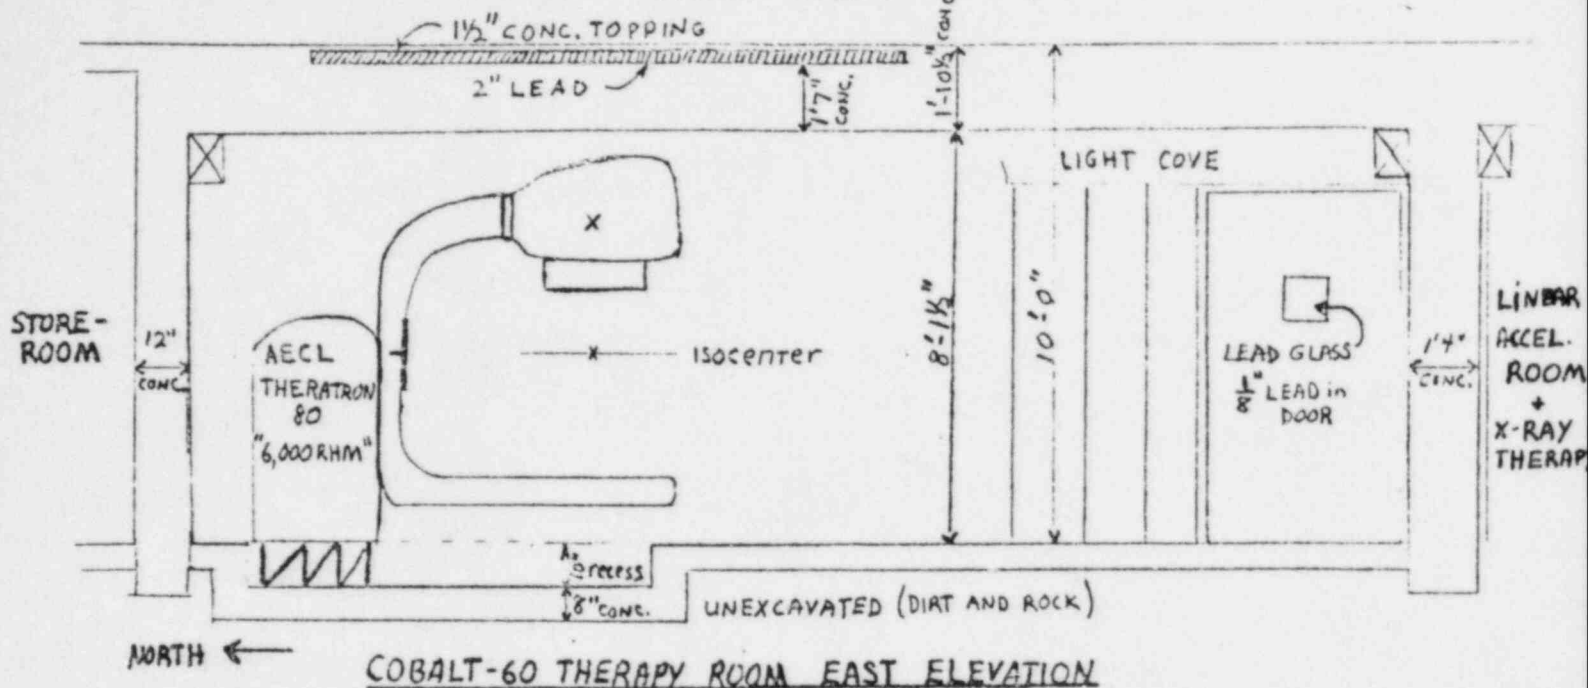 1½" CONC. TOPPING
2" LEAD
1'7"
CONC.
1'-10½" CONC
LIGHT COVE
STORE-
ROOM
12"
CONC.
AECL
THERATRON
80
"6,000 RHM"
X
X
ISOCENTER
8'-1½"
10'-0"
LEAD GLASS
1/8" LEAD in
DOOR
1'4"
CONC.
LINEAR
ACCEL.
ROOM
+
X-RAY
THERAP
recess
8" CONC.
UNEXCAVATED (DIRT AND ROCK)
NORTH
COBALT-60 THERAPY ROOM EAST ELEVATION